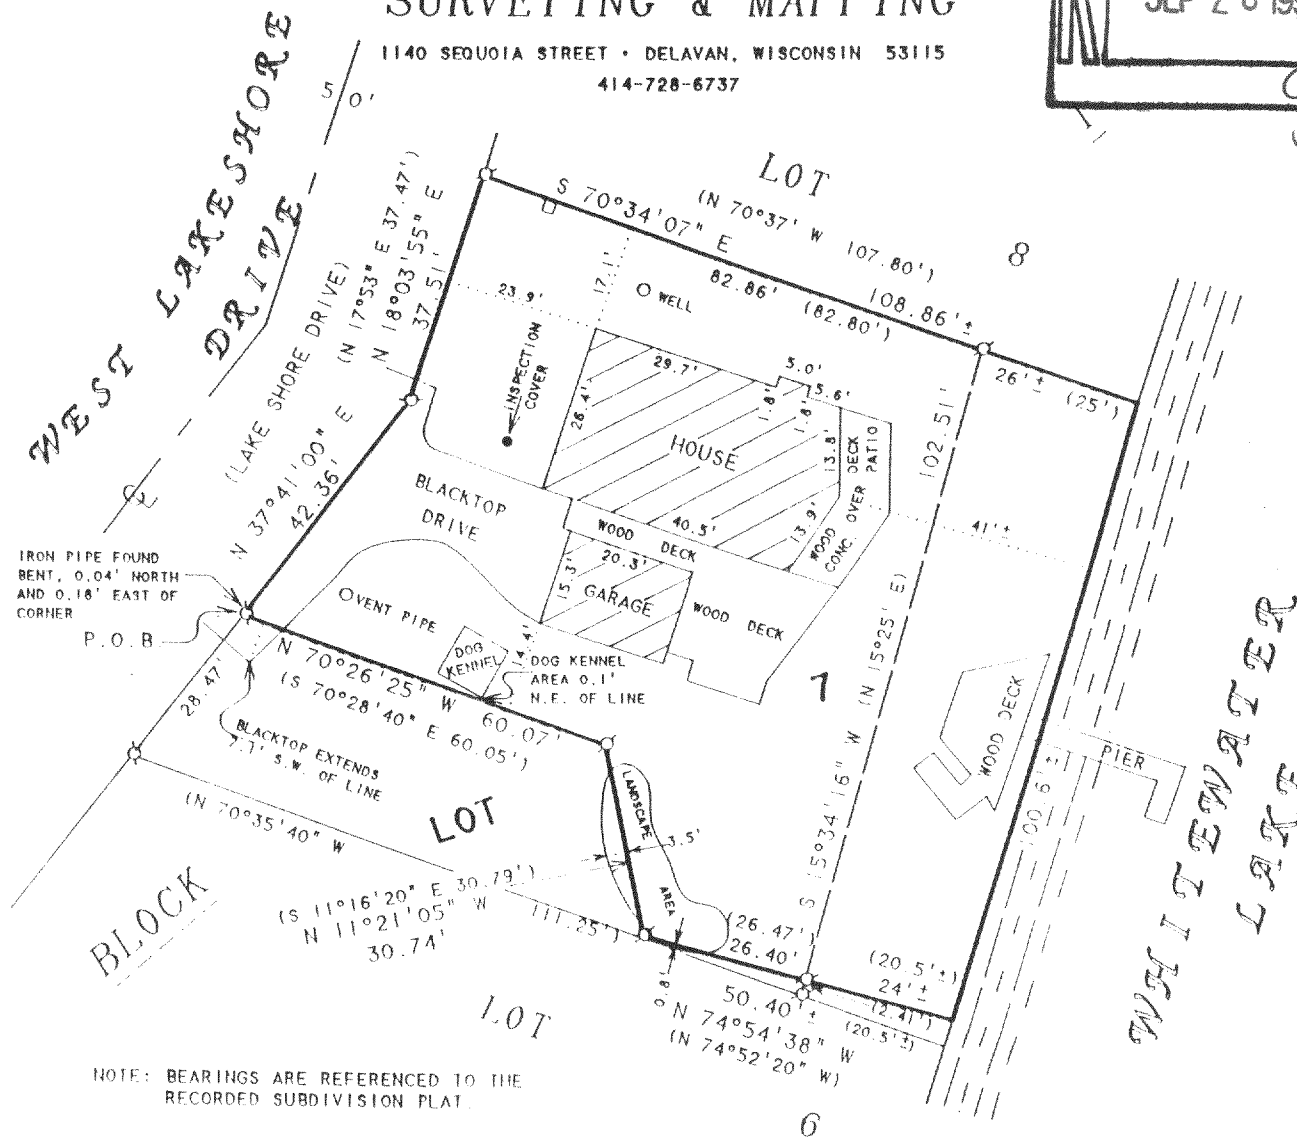 SURVEYING & MAPPING
1140 SEQUOIA STREET • DELAVAN, WISCONSIN 53115
414-728-6737
SEP 2
WEST LAKESHORE
DRIVE
50'
(LAKE SHORE DRIVE)
(N 17°53" E 37.47')
N 18°03'55" E
37.51'
N 37°41'00" E
42.36'
LOT
8
S 70°34'07" E
(N 70°37' W 107.80')
108.86'±
82.86' (82.80')
26'± (25')
23.9'
17.1'
WELL
INSPECTION
COVER
29.7'
26.4'
5.0'
1.8'
1.8'
5.6'
HOUSE
13.8'
13.9'
40.5'
WOOD DECK
OVER
CONC. PATIO
WOOD DECK
BLACKTOP
DRIVE
20.3'
15.3'
GARAGE
WOOD DECK
102.51'
S 15°34'16" W (N 15°25' E)
41'±
IRON PIPE FOUND
BENT, 0.04' NORTH
AND 0.18' EAST OF
CORNER
P.O.B.
VENT PIPE
DOG
KENNEL
14.4'
DOG KENNEL
AREA 0.1'
N.E. OF LINE
N 70°26'25" W 60.07'
(S 70°28'40" E 60.05')
28.47'
BLACKTOP EXTENDS
7.7' S.W. OF LINE
7
LOT
WOOD DECK
PIER
100.6'±
WHITEWATER
LAKE
LANDSCAPE
AREA
3.5'
(N 70°35'40" W
111.25')
(S 11°16'20" E 30.79')
N 11°21'05" W
30.74'
BLOCK
(26.47')
26.40'
(20.5'±)
24'±
(2.41')
(20.5'±)
0.8'
50.40'±
N 74°54'38" W
(N 74°52'20" W)
LOT
6
NOTE: BEARINGS ARE REFERENCED TO THE
RECORDED SUBDIVISION PLAT.